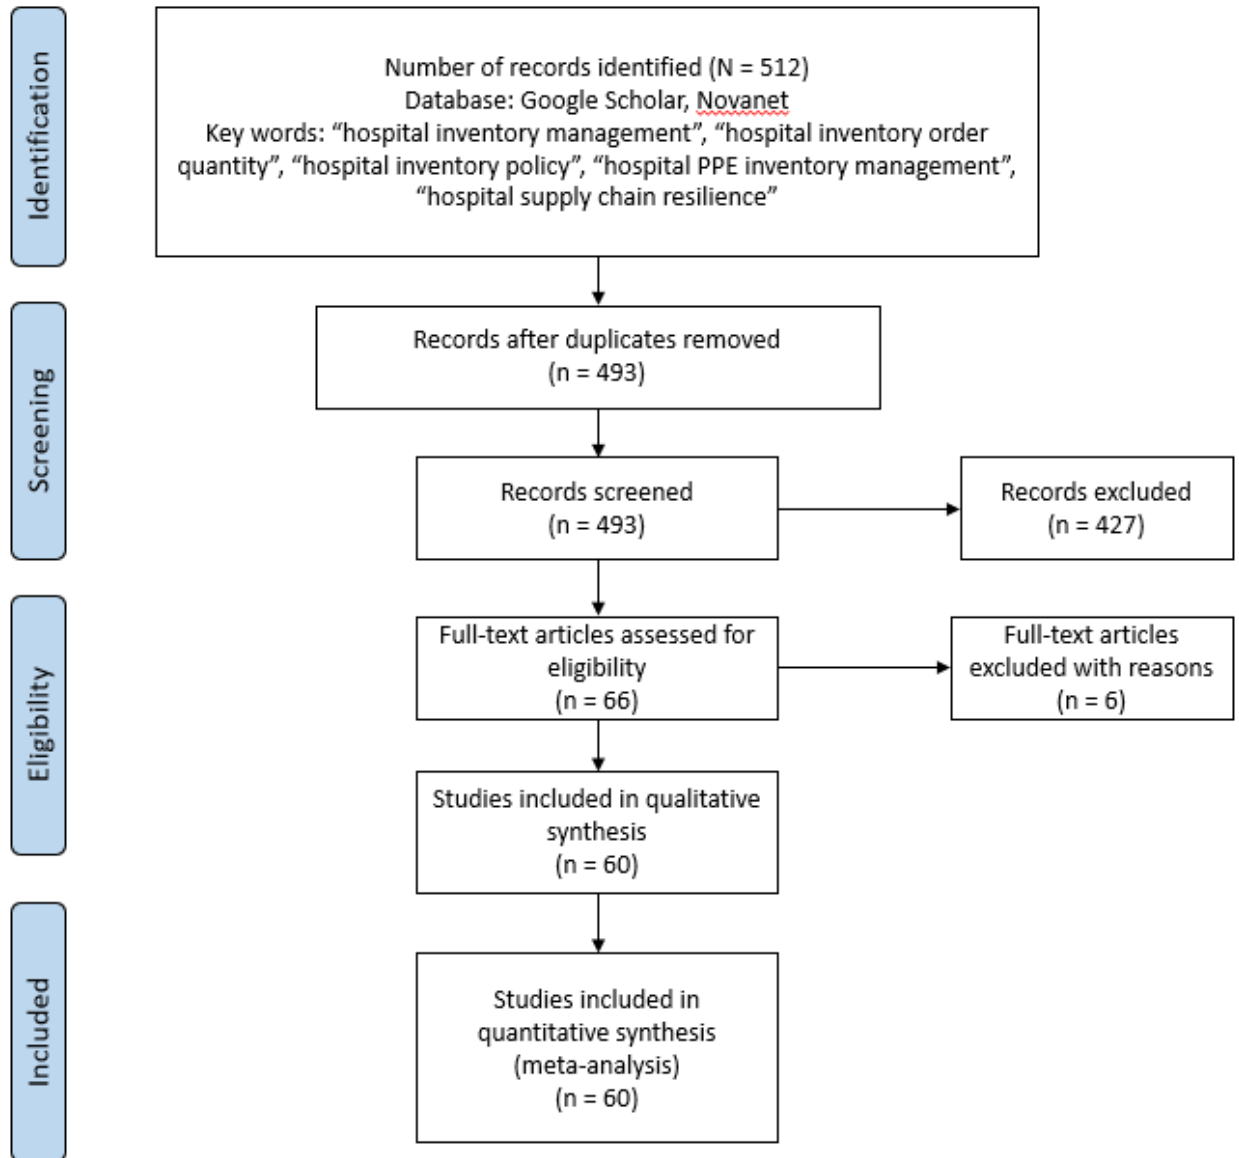 Identification
Number of records identified (N = 512)
Database: Google Scholar, Novanet
Key words: “hospital inventory management”, “hospital inventory order
quantity”, “hospital inventory policy”, “hospital PPE inventory management”,
“hospital supply chain resilience”
Screening
Records after duplicates removed
(n = 493)
Records screened
(n = 493)
Records excluded
(n = 427)
Eligibility
Full-text articles assessed for
eligibility
(n = 66)
Full-text articles
excluded with reasons
(n = 6)
Studies included in qualitative
synthesis
(n = 60)
Included
Studies included in
quantitative synthesis
(meta-analysis)
(n = 60)